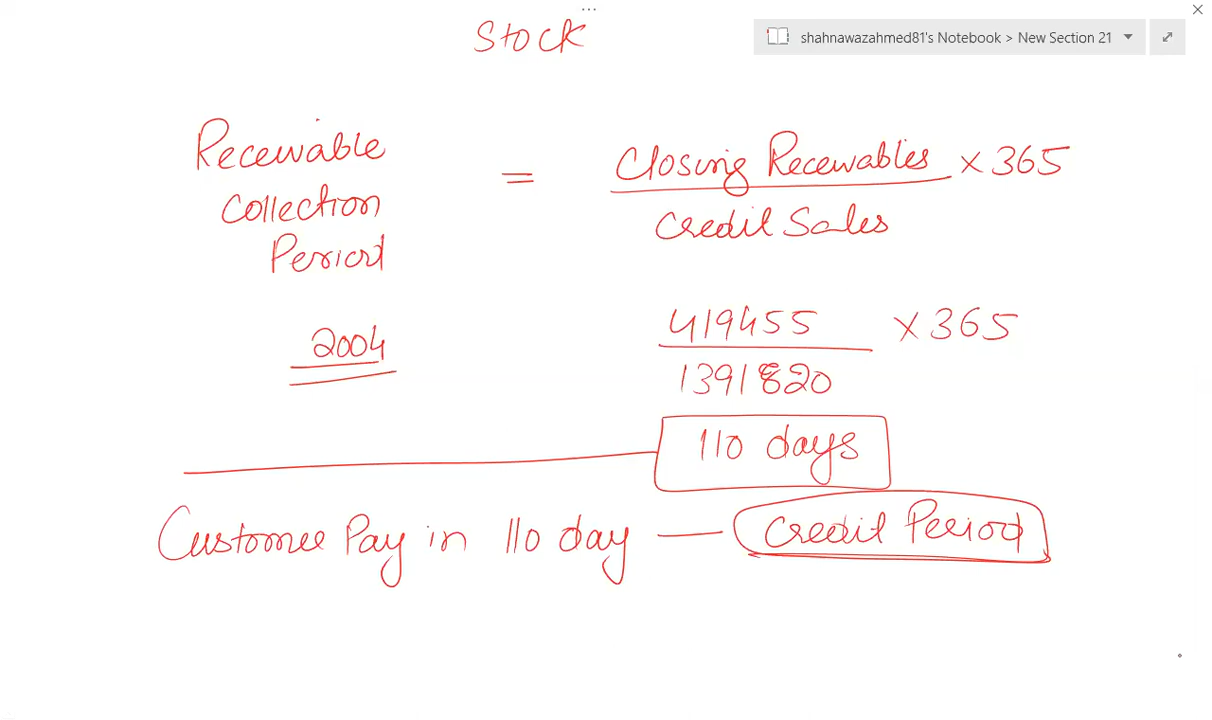 Stock
shahnawazahmed81's Notebook > New Section 21
Receivable
Collection
Period
=
Closing Receivables × 365
Credit Sales
2004
419455 × 365
1391820
110 days
Customer Pay in 110 day — Credit Period